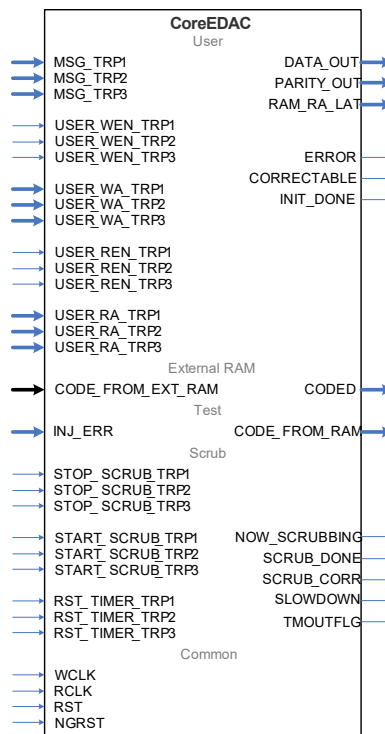 CoreEDAC
User
MSG_TRP1 DATA_OUT
MSG_TRP2 PARITY_OUT
MSG_TRP3 RAM_RA_LAT
USER_WEN_TRP1
USER_WEN_TRP2
USER_WEN_TRP3 ERROR
CORRECTABLE
USER_WA_TRP1 INIT_DONE
USER_WA_TRP2
USER_WA_TRP3
USER_REN_TRP1
USER_REN_TRP2
USER_REN_TRP3
USER_RA_TRP1
USER_RA_TRP2
USER_RA_TRP3
External RAM
CODE_FROM_EXT_RAM CODED
Test
INJ_ERR CODE_FROM_RAM
Scrub
STOP_SCRUB_TRP1
STOP_SCRUB_TRP2
STOP_SCRUB_TRP3
START_SCRUB_TRP1 NOW_SCRUBBING
START_SCRUB_TRP2 SCRUB_DONE
START_SCRUB_TRP3 SCRUB_CORR
RST_TIMER_TRP1 SLOWDOWN
RST_TIMER_TRP2 TMOUTFLG
RST_TIMER_TRP3
Common
WCLK
RCLK
RST
NGRST